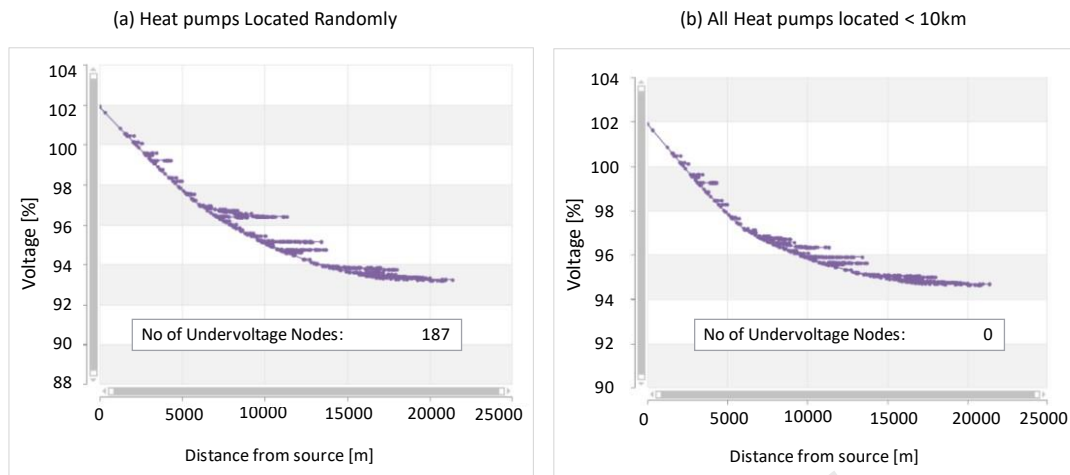 (a) Heat pumps Located Randomly
104
102
100
98
96
94
92
90
88
Voltage [%]
No of Undervoltage Nodes: 187
0 5000 10000 15000 20000 25000
Distance from source [m]
(b) All Heat pumps located < 10km
104
102
100
98
96
94
92
90
Voltage [%]
No of Undervoltage Nodes: 0
0 5000 10000 15000 20000 25000
Distance from source [m]